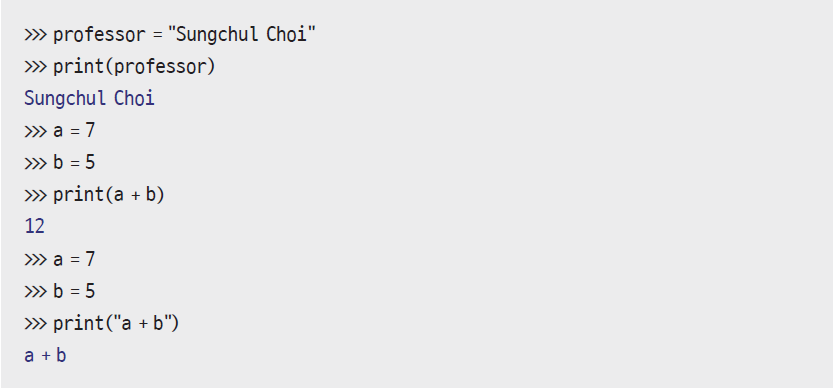 >>> professor = "Sungchul Choi"
>>> print(professor)
Sungchul Choi
>>> a = 7
>>> b = 5
>>> print(a + b)
12
>>> a = 7
>>> b = 5
>>> print("a + b")
a + b